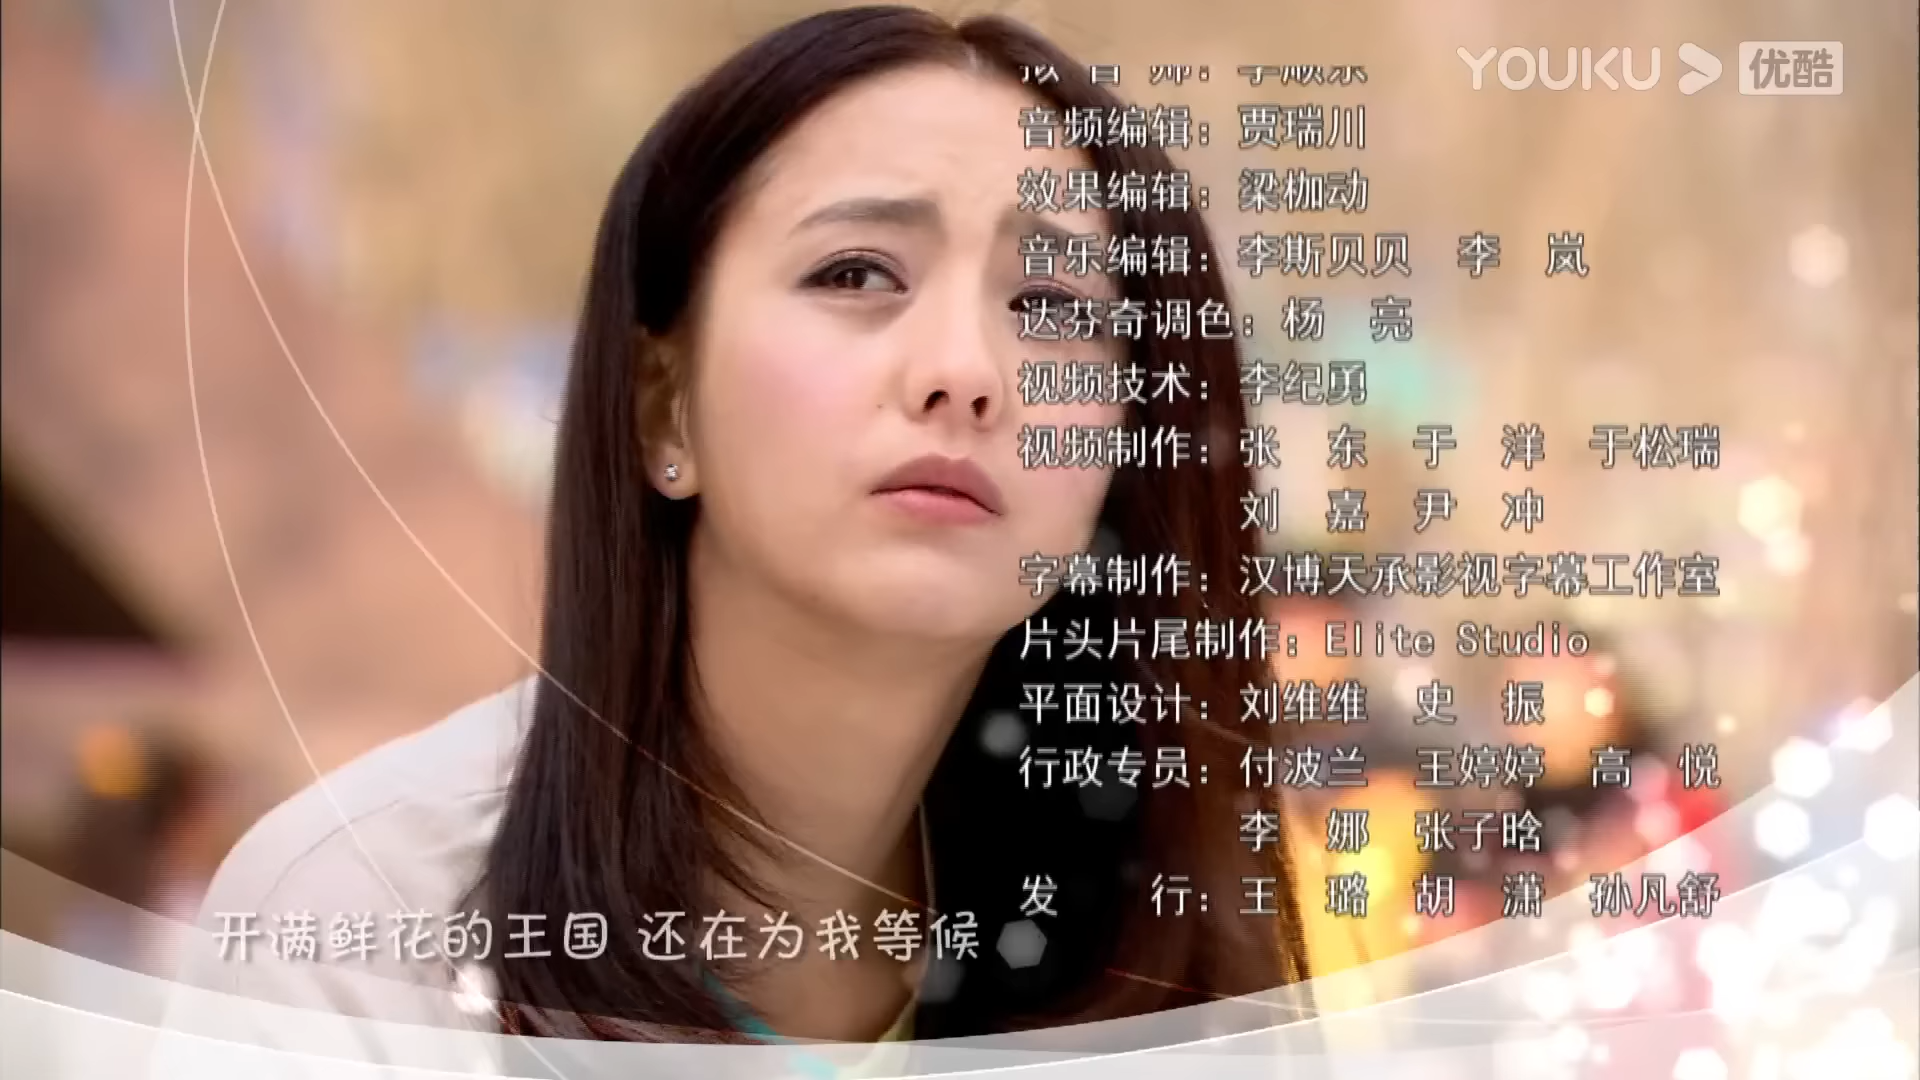 YOUKU 优酷
音频编辑：贾瑞川
效果编辑：梁枷动
音乐编辑：李斯贝贝 李 岚
达芬奇调色：杨 亮
视频技术：李纪勇
视频制作：张 东 于 洋 于松瑞
刘 嘉 尹 冲
字幕制作：汉博天承影视字幕工作室
片头片尾制作：Elite Studio
平面设计：刘维维 史 振
行政专员：付波兰 王婷婷 高 悦
李 娜 张子晗
发 行：王 璐 胡 潇 孙凡舒
开满鲜花的王国 还在为我等候